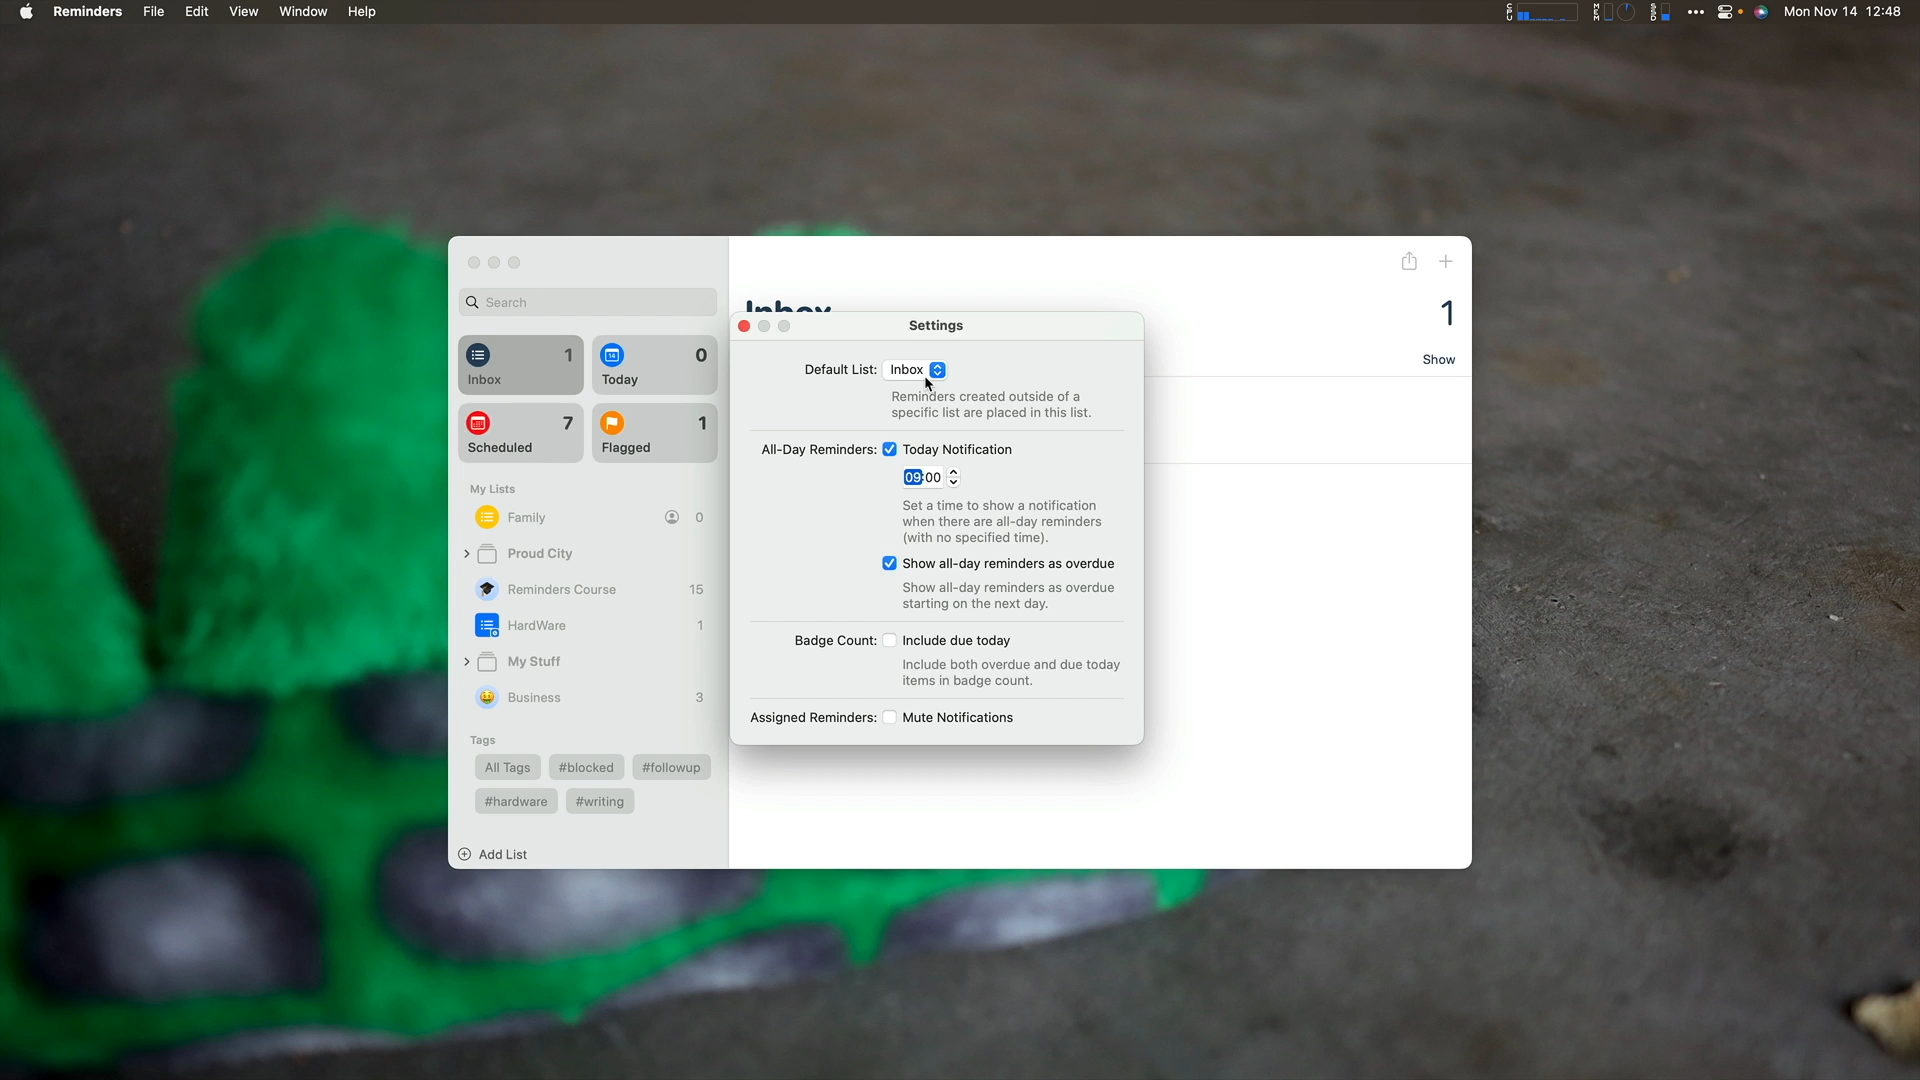 Reminders File Edit View Window Help
CPU MEM SSD Mon Nov 14 12:48
Search
1 Inbox
0 Today
7 Scheduled
1 Flagged
My Lists
Family 0
Proud City
Reminders Course 15
HardWare 1
My Stuff
Business 3
Tags
All Tags #blocked #followup
#hardware #writing
Add List
Inbox 1
Show
Settings
Default List: Inbox
Reminders created outside of a
specific list are placed in this list.
All-Day Reminders: Today Notification
09:00
Set a time to show a notification
when there are all-day reminders
(with no specified time).
Show all-day reminders as overdue
Show all-day reminders as overdue
starting on the next day.
Badge Count: Include due today
Include both overdue and due today
items in badge count.
Assigned Reminders: Mute Notifications